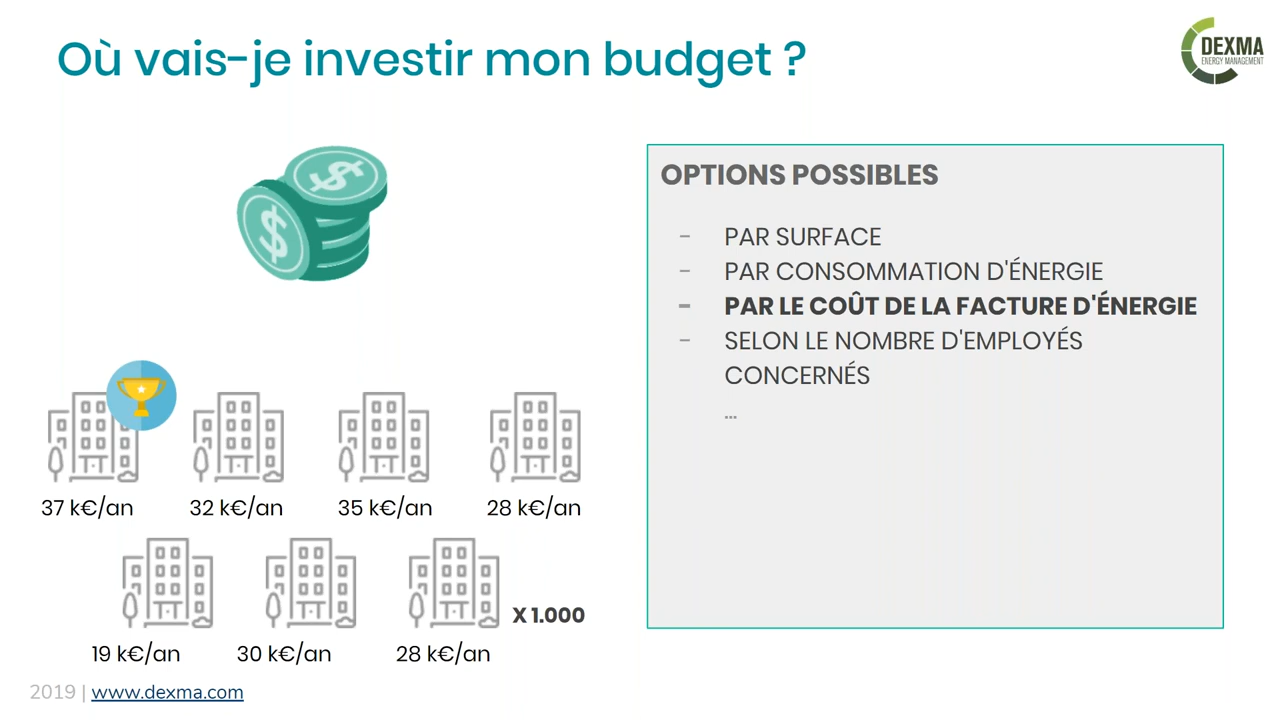 Où vais-je investir mon budget ?
DEXMA
ENERGY MANAGEMENT
OPTIONS POSSIBLES
- PAR SURFACE
- PAR CONSOMMATION D'ÉNERGIE
- PAR LE COÛT DE LA FACTURE D'ÉNERGIE
- SELON LE NOMBRE D'EMPLOYÉS
CONCERNÉS
...
37 k€/an
32 k€/an
35 k€/an
28 k€/an
X 1.000
19 k€/an
30 k€/an
28 k€/an
2019 | www.dexma.com